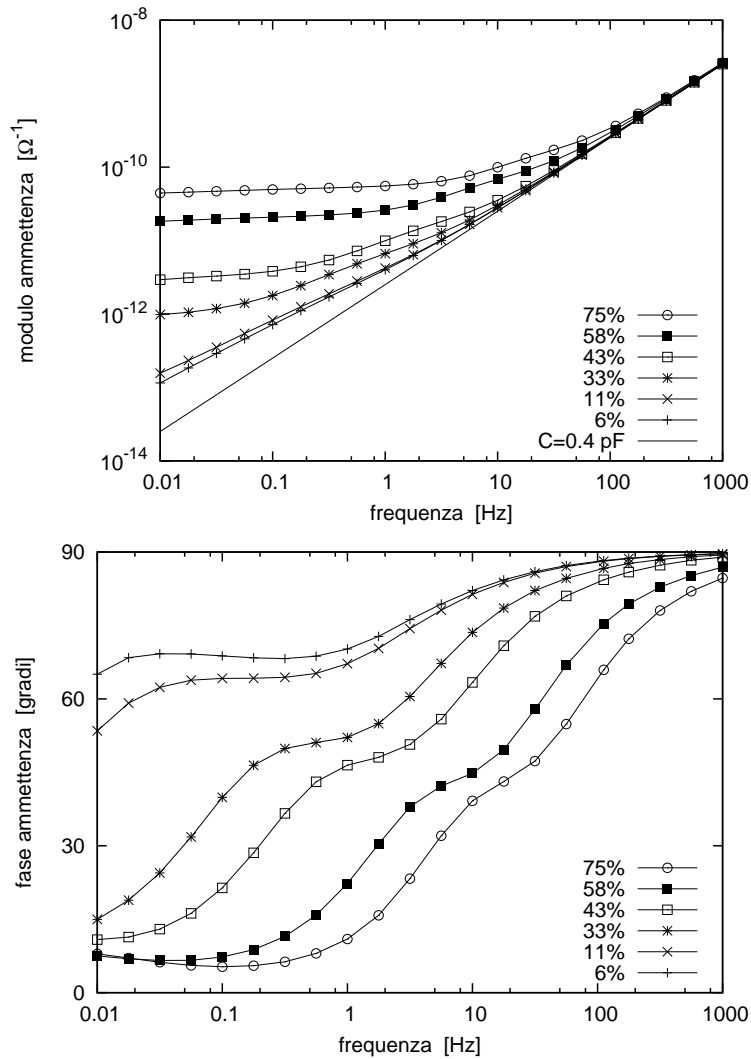 10⁻⁸
10⁻¹⁰
10⁻¹²
10⁻¹⁴
modulo ammettenza [Ω⁻¹]
75%
58%
43%
33%
11%
6%
C=0.4 pF
0.01 0.1 1 10 100 1000
frequenza [Hz]
90
60
30
0
fase ammettenza [gradi]
75%
58%
43%
33%
11%
6%
0.01 0.1 1 10 100 1000
frequenza [Hz]